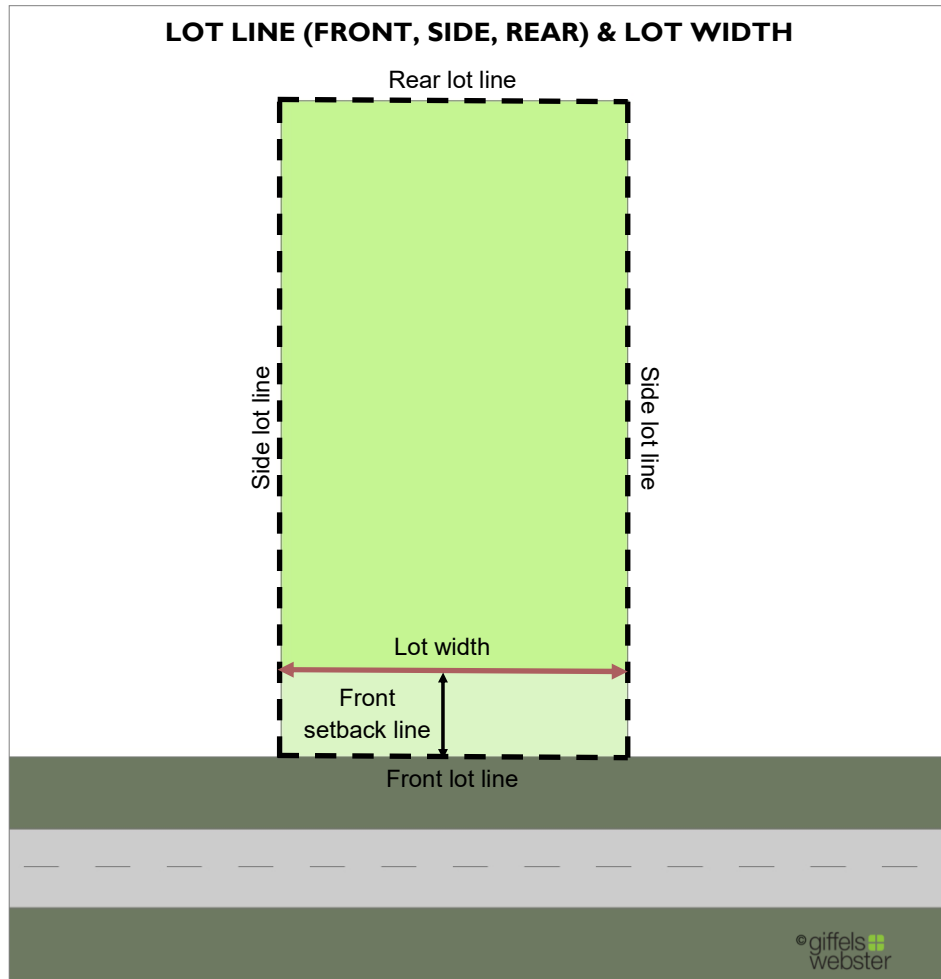 LOT LINE (FRONT, SIDE, REAR) & LOT WIDTH
Rear lot line
Side lot line
Side lot line
Lot width
Front
setback line
Front lot line
© giffels
webster